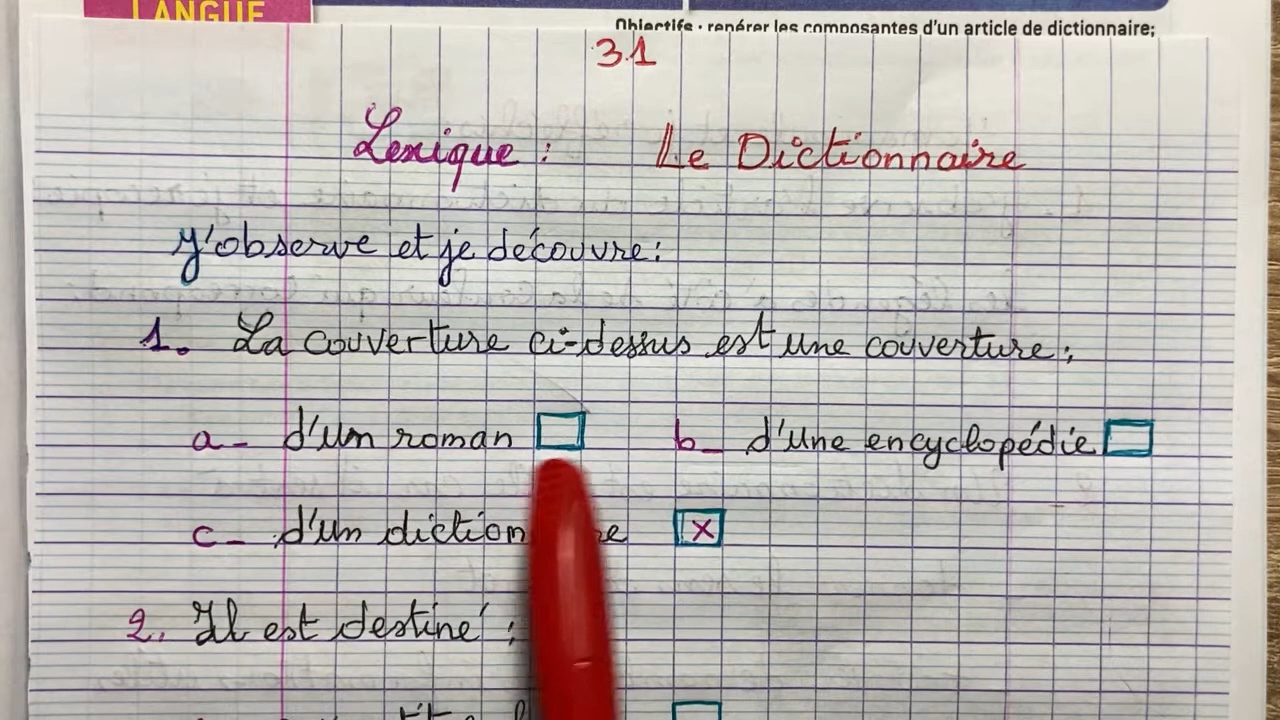 LANGUE
Objectifs : repérer les composantes d'un article de dictionnaire;
31
Lexique : Le Dictionnaire
J'observe et je découvre :
1. La couverture ci-dessus est une couverture :
a- d'un roman b- d'une encyclopédie
c- d'un x
2. Il est destiné :